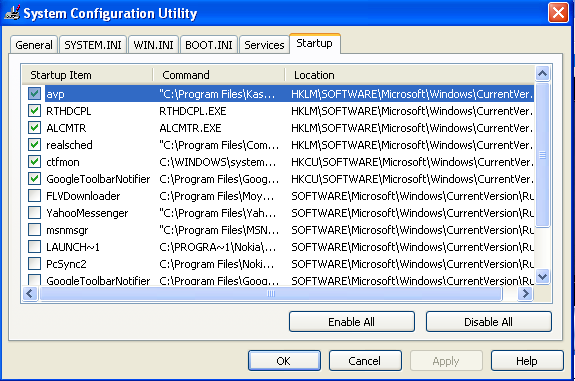 System Configuration Utility
General SYSTEM.INI WIN.INI BOOT.INI Services Startup
Startup Item Command Location
avp "C:\Program Files\Kas... HKLM\SOFTWARE\Microsoft\Windows\CurrentVer...
RTHDCPL RTHDCPL.EXE HKLM\SOFTWARE\Microsoft\Windows\CurrentVer...
ALCMTR ALCMTR.EXE HKLM\SOFTWARE\Microsoft\Windows\CurrentVer...
realsched "C:\Program Files\Com... HKLM\SOFTWARE\Microsoft\Windows\CurrentVer...
ctfmon C:\WINDOWS\system... HKCU\SOFTWARE\Microsoft\Windows\CurrentVer...
GoogleToolbarNotifier C:\Program Files\Goog... HKCU\SOFTWARE\Microsoft\Windows\CurrentVer...
FLVDownloader C:\Program Files\Moy... SOFTWARE\Microsoft\Windows\CurrentVersion\Ru
YahooMessenger "C:\Program Files\Yah... SOFTWARE\Microsoft\Windows\CurrentVersion\Ru
msnmsgr "C:\Program Files\MSN... SOFTWARE\Microsoft\Windows\CurrentVersion\Ru
LAUNCH~1 C:\PROGRA~1\Nokia\... SOFTWARE\Microsoft\Windows\CurrentVersion\Ru
PcSync2 C:\Program Files\Noki... SOFTWARE\Microsoft\Windows\CurrentVersion\Ru
GoogleToolbarNotifier C:\Program Files\Goog... SOFTWARE\Microsoft\Windows\CurrentVersion\Ru
Enable All Disable All
OK Cancel Apply Help